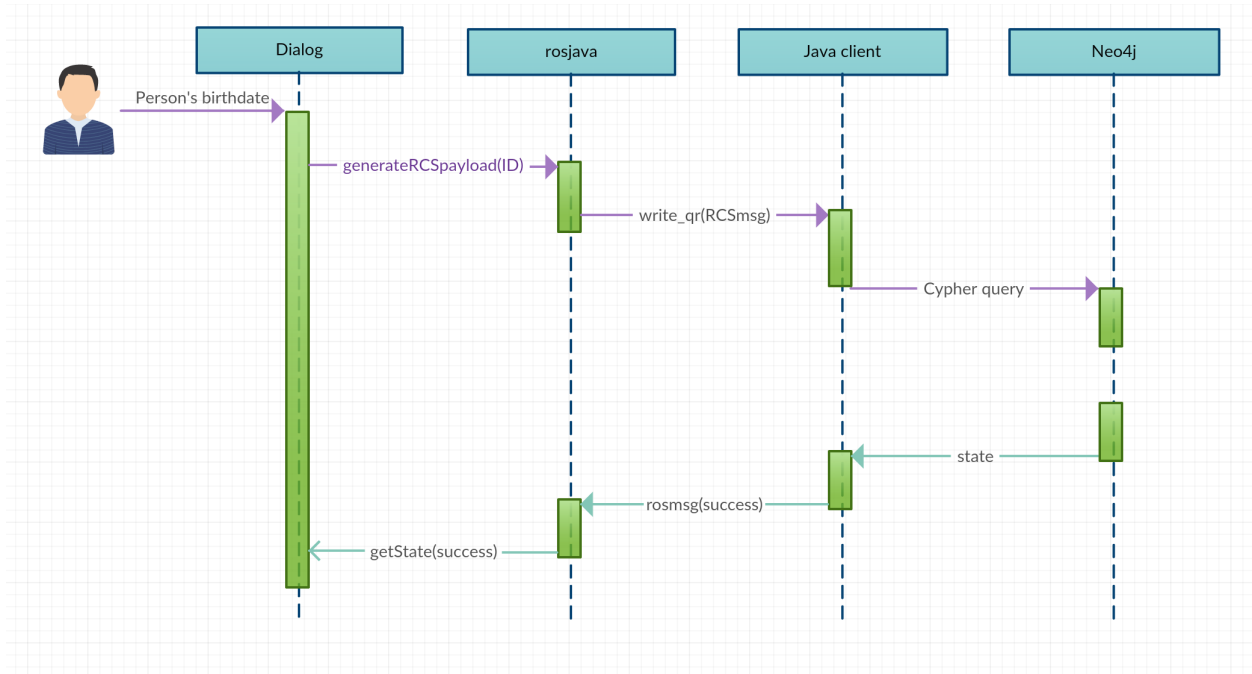 Dialog
rosjava
Java client
Neo4j
Person's birthdate
generateRCSpayload(ID)
write_qr(RCSmsg)
Cypher query
state
rosmsg(success)
getState(success)